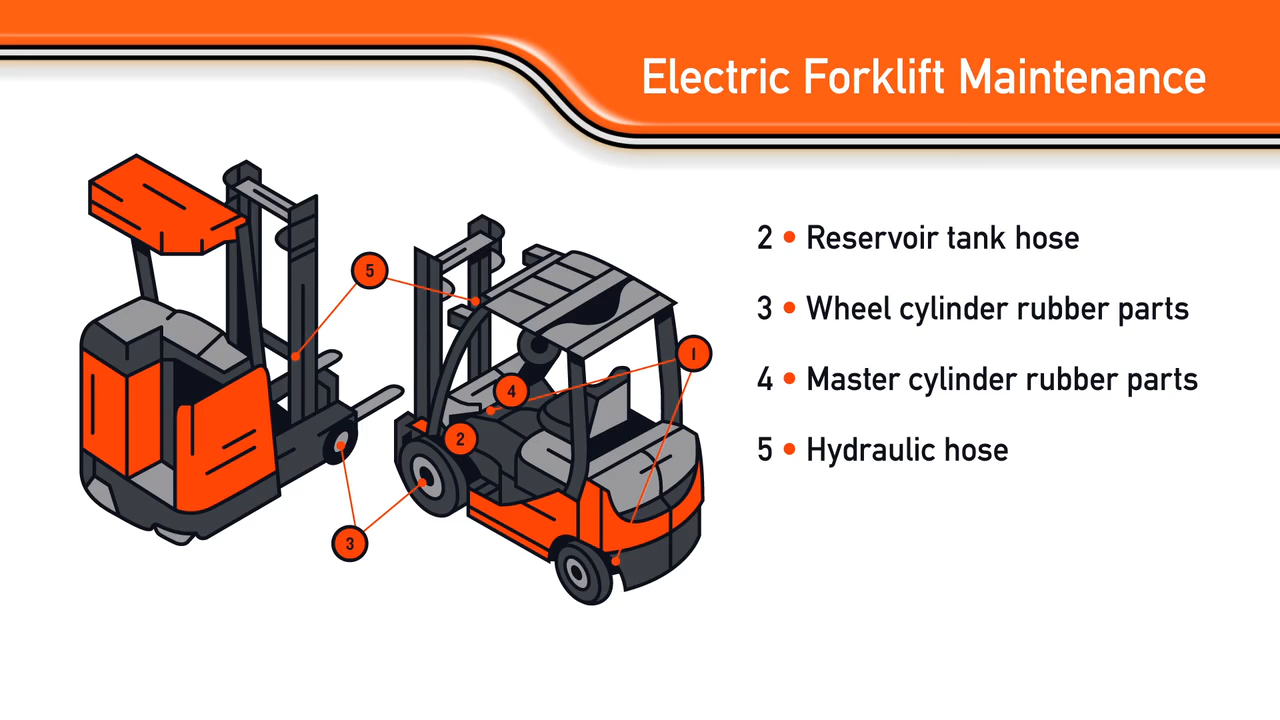 Electric Forklift Maintenance
2 • Reservoir tank hose
3 • Wheel cylinder rubber parts
4 • Master cylinder rubber parts
5 • Hydraulic hose
5
1
4
2
3